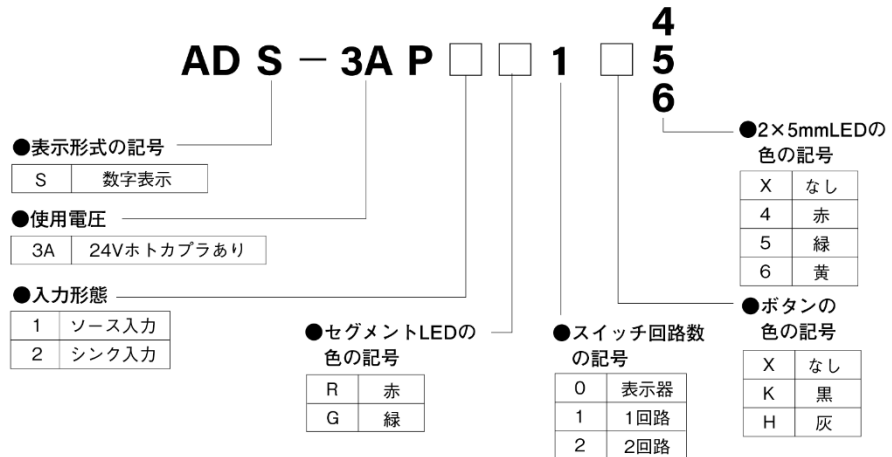 AD S － 3A P □ □ 1 □ 4
5
6
●表示形式の記号
S 数字表示
●使用電圧
3A 24Vホトカプラあり
●入力形態
1 ソース入力
2 シンク入力
●セグメントLEDの
色の記号
R 赤
G 緑
●スイッチ回路数
の記号
0 表示器
1 1回路
2 2回路
●2×5mmLEDの
色の記号
X なし
4 赤
5 緑
6 黄
●ボタンの
色の記号
X なし
K 黒
H 灰